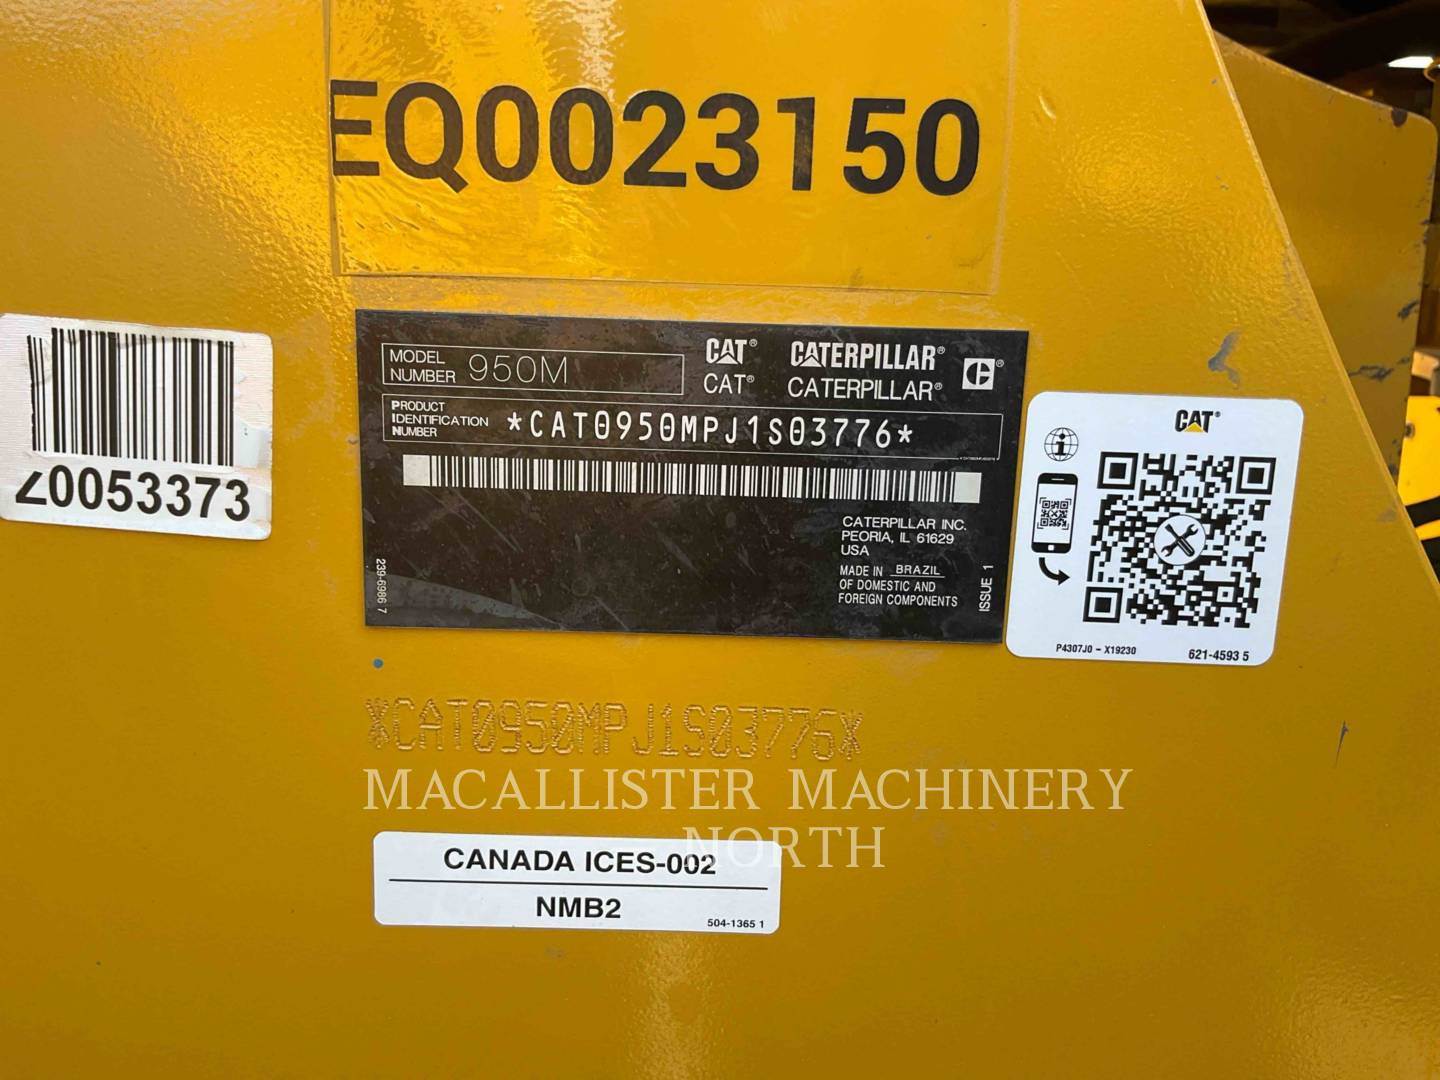 EQ0023150
Z0053373
MODEL NUMBER 950M
CAT® CATERPILLAR® C®
CAT® CATERPILLAR®
PRODUCT IDENTIFICATION NUMBER *CAT0950MPJ1S03776*
CATERPILLAR INC.
PEORIA, IL 61629
USA
MADE IN BRAZIL
OF DOMESTIC AND
FOREIGN COMPONENTS
239-6986 7
ISSUE 1
CAT®
i
P4307J0 - X19230
621-4593 5
*CAT0950MPJ1S03776*
MACALLISTER MACHINERY
NORTH
CANADA ICES-002
NMB2
504-1365 1